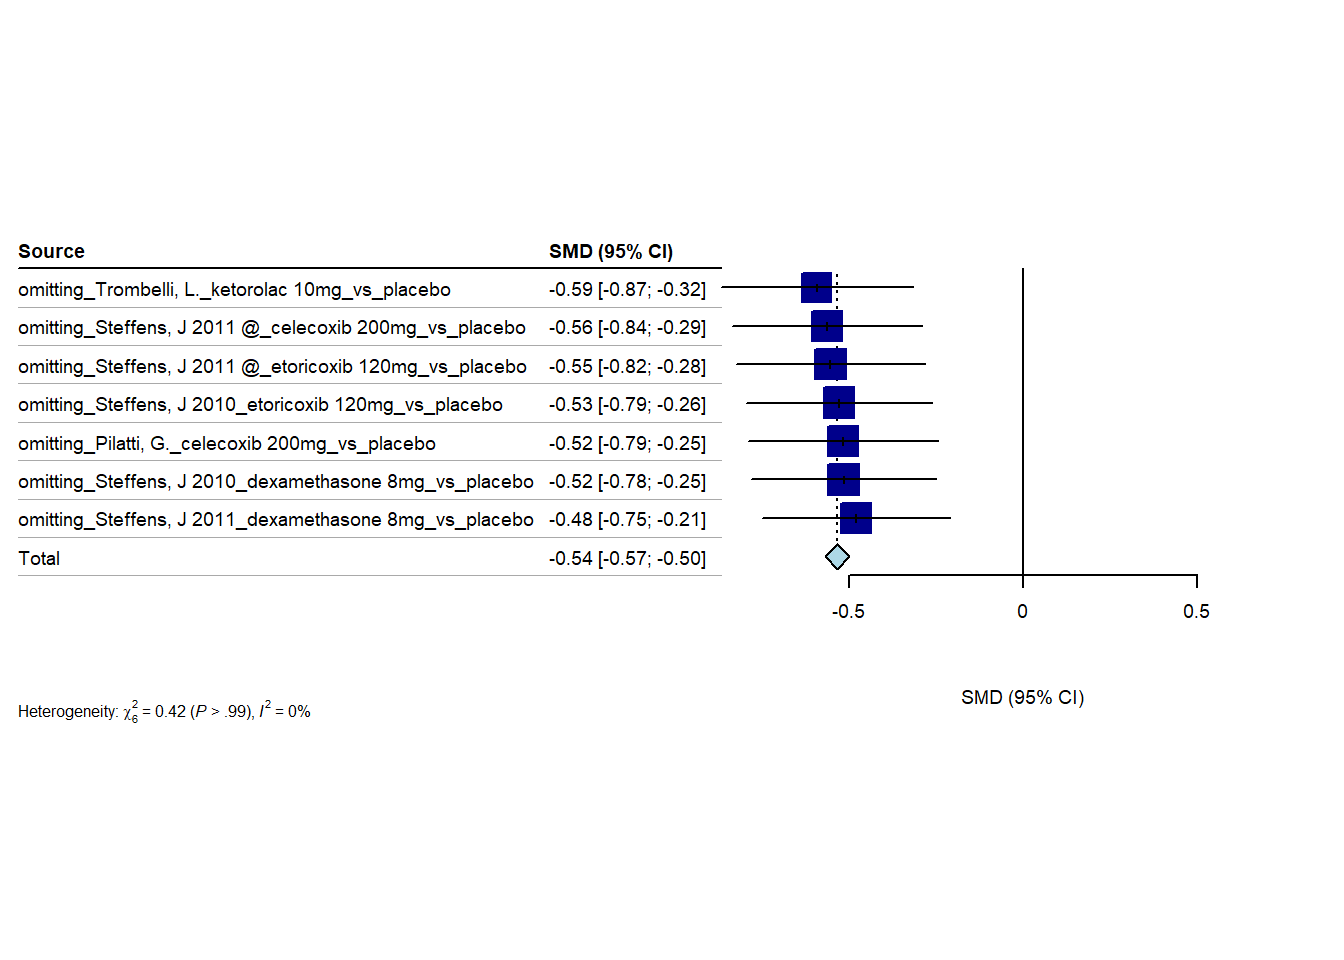 Source SMD (95% CI)
omitting_Trombelli, L._ketorolac 10mg_vs_placebo -0.59 [-0.87; -0.32]
omitting_Steffens, J 2011 @_celecoxib 200mg_vs_placebo -0.56 [-0.84; -0.29]
omitting_Steffens, J 2011 @_etoricoxib 120mg_vs_placebo -0.55 [-0.82; -0.28]
omitting_Steffens, J 2010_etoricoxib 120mg_vs_placebo -0.53 [-0.79; -0.26]
omitting_Pilatti, G._celecoxib 200mg_vs_placebo -0.52 [-0.79; -0.25]
omitting_Steffens, J 2010_dexamethasone 8mg_vs_placebo -0.52 [-0.78; -0.25]
omitting_Steffens, J 2011_dexamethasone 8mg_vs_placebo -0.48 [-0.75; -0.21]
Total -0.54 [-0.57; -0.50]
-0.5 0 0.5
SMD (95% CI)
Heterogeneity: χ²₆ = 0.42 (P > .99), I² = 0%